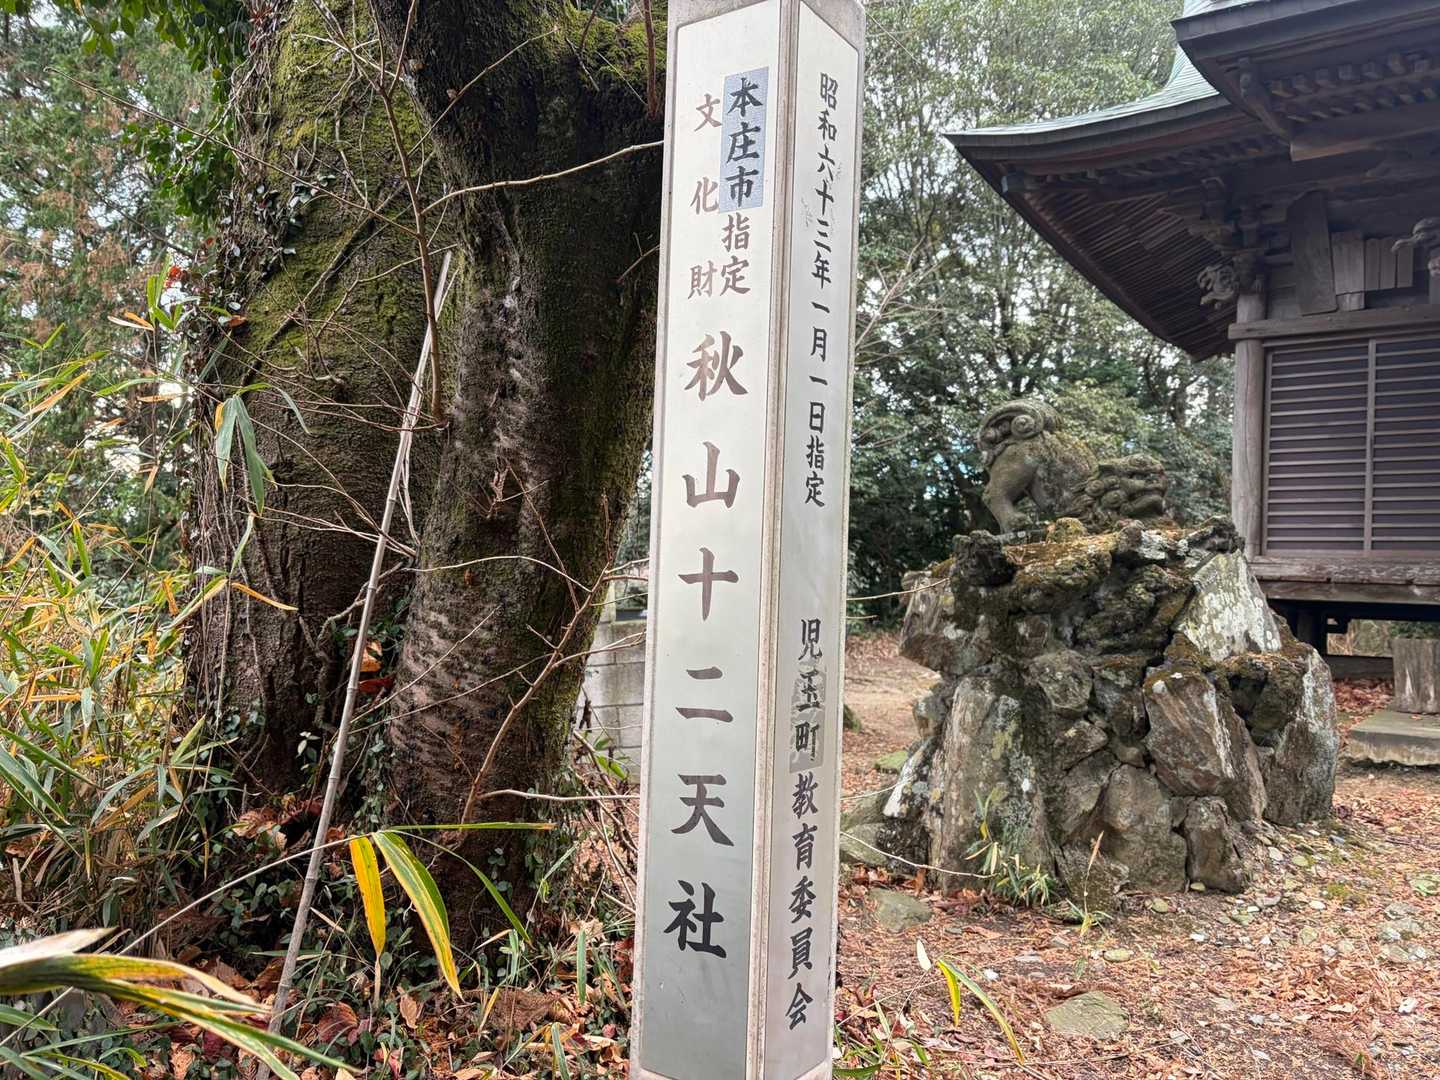 本庄市指定
文化財
秋山十二天社
昭和六十三年一月一日指定
児玉町教育委員会